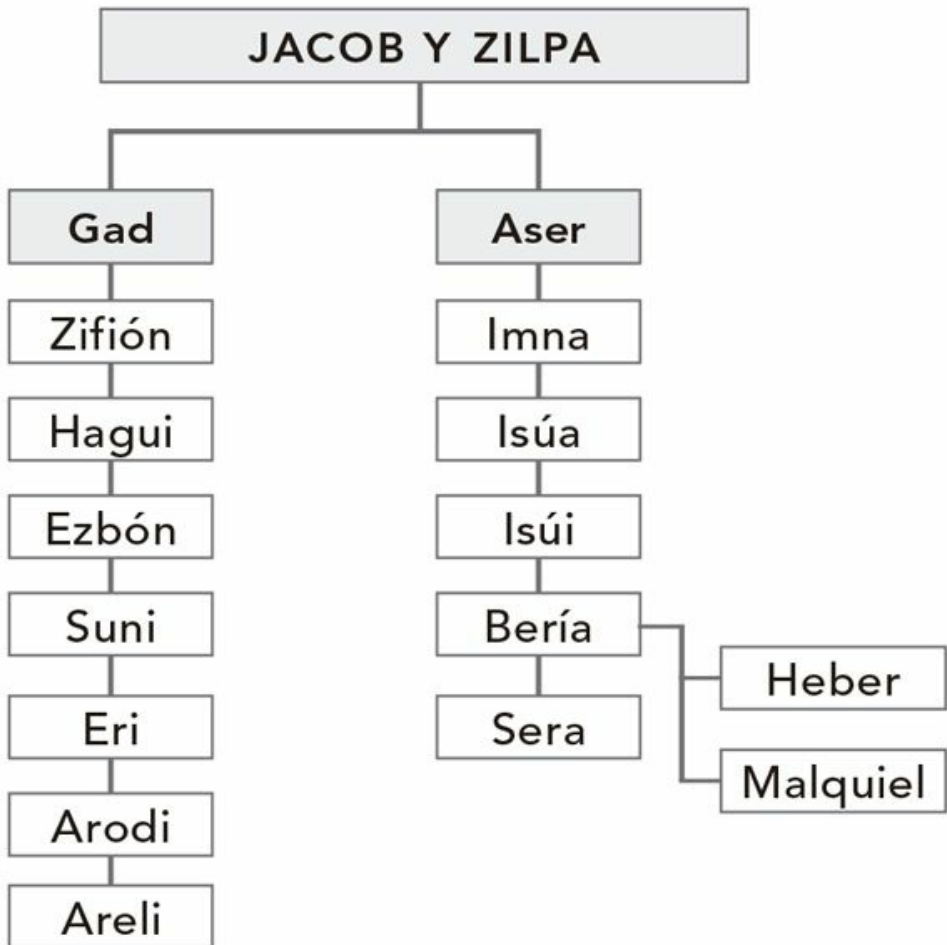 JACOB Y ZILPA
Gad
Zifión
Hagui
Ezbón
Suni
Eri
Arodi
Areli
Aser
Imna
Isúa
Isúi
Bería
Sera
Heber
Malquiel